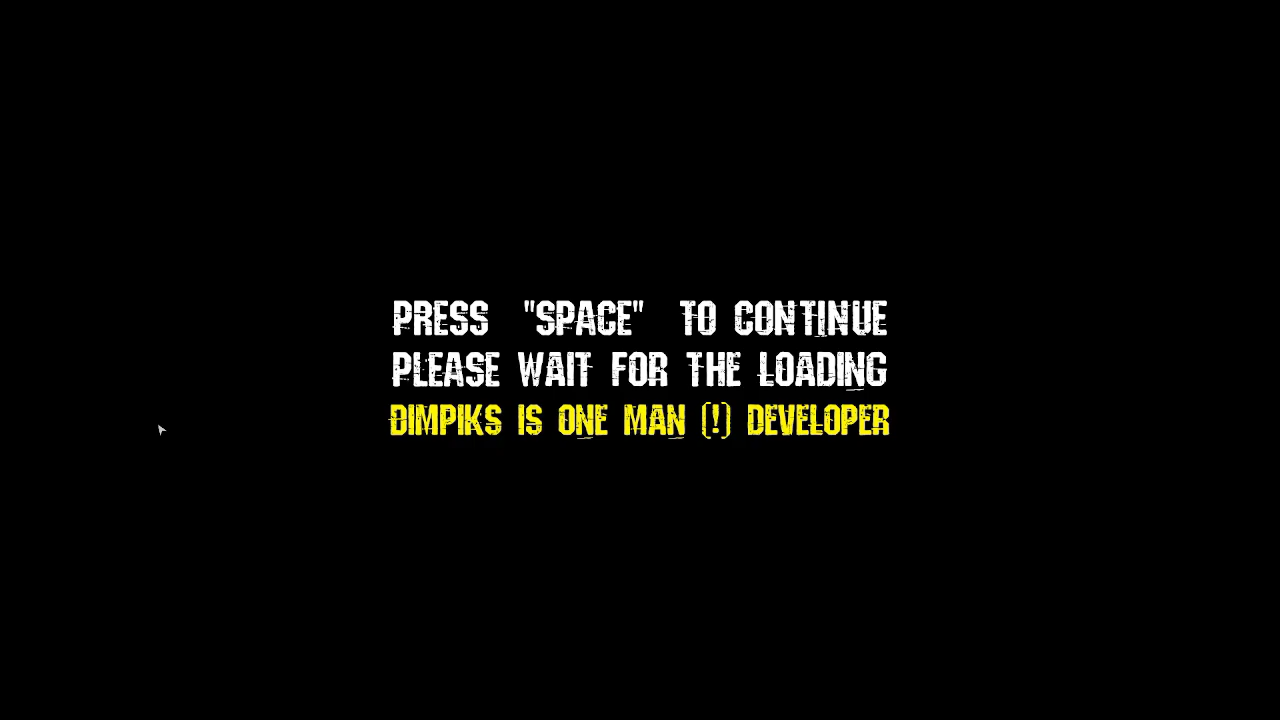 PRESS "SPACE" TO CONTINUE
PLEASE WAIT FOR THE LOADING
DIMPIKS IS ONE MAN (!) DEVELOPER